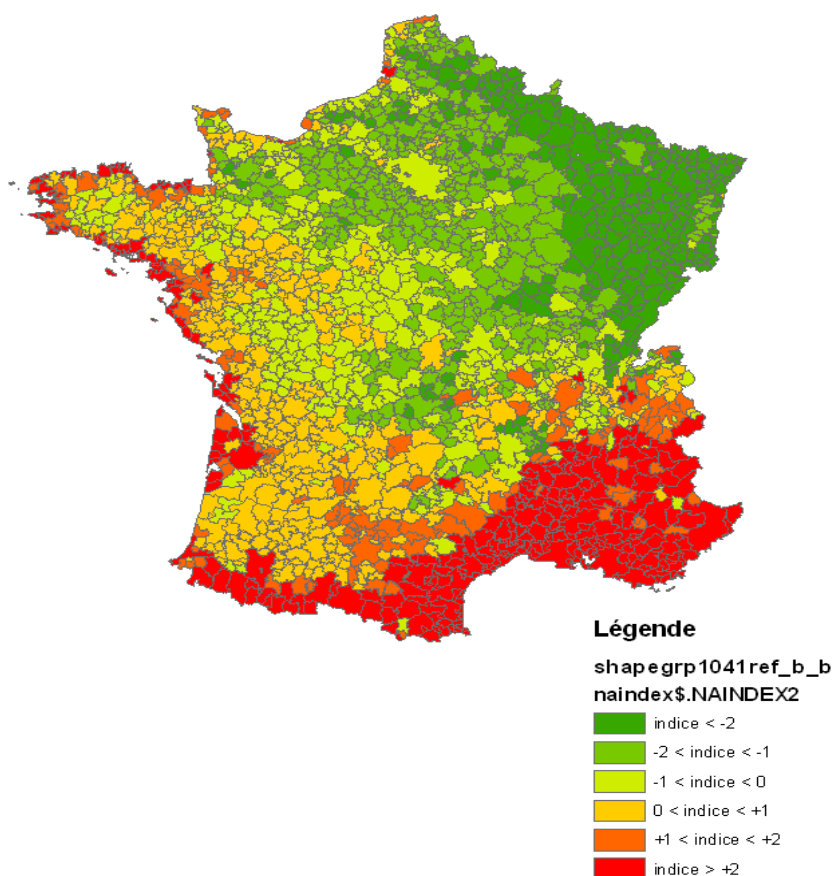 Légende
shapegrp1041ref_b_b
naindex$.NAINDEX2
indice < -2
-2 < indice < -1
-1 < indice < 0
0 < indice < +1
+1 < indice < +2
indice > +2